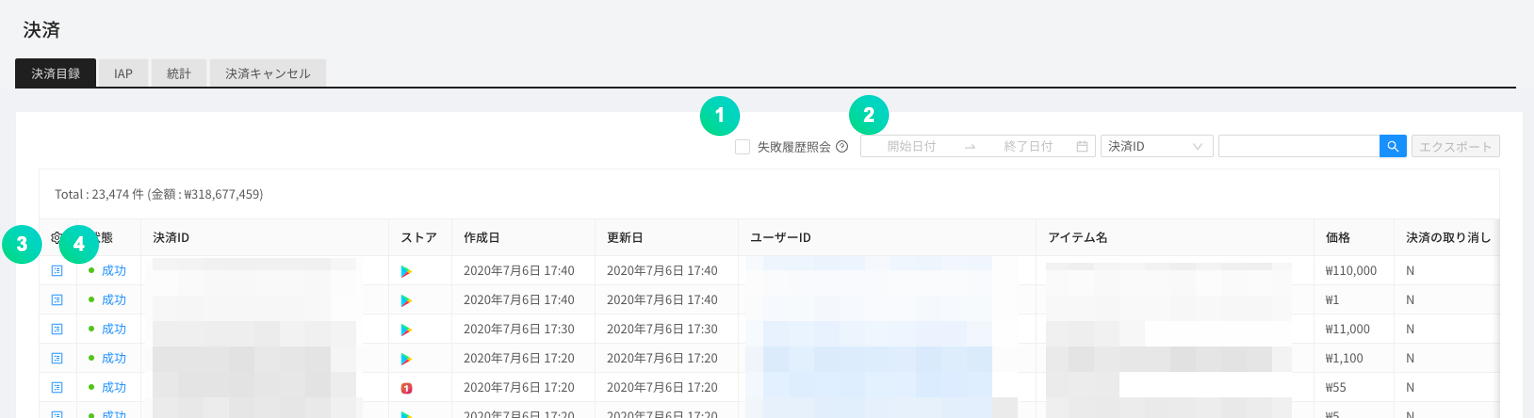 決済
決済目録 IAP 統計 決済キャンセル
1 2
失敗履歴照会 開始日付 → 終了日付 決済ID エクスポート
Total : 23,474 件 (金額 : ₩318,677,459)
3 4 状態 決済ID ストア 作成日 更新日 ユーザーID アイテム名 価格 決済の取り消し
成功 2020年7月6日 17:40 2020年7月6日 17:40 ₩110,000 N
成功 2020年7月6日 17:40 2020年7月6日 17:40 ₩1 N
成功 2020年7月6日 17:30 2020年7月6日 17:30 ₩11,000 N
成功 2020年7月6日 17:20 2020年7月6日 17:20 ₩1,100 N
成功 1 2020年7月6日 17:20 2020年7月6日 17:20 ₩55 N
成功 2020年7月6日 17:20 2020年7月6日 17:20 ₩5 N